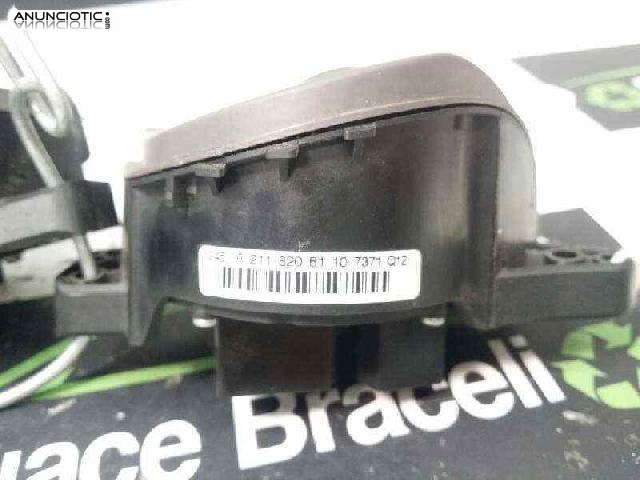 ANUNCIOTIC.com
A 211 820 61 10 7371 Q12
uace Braceli